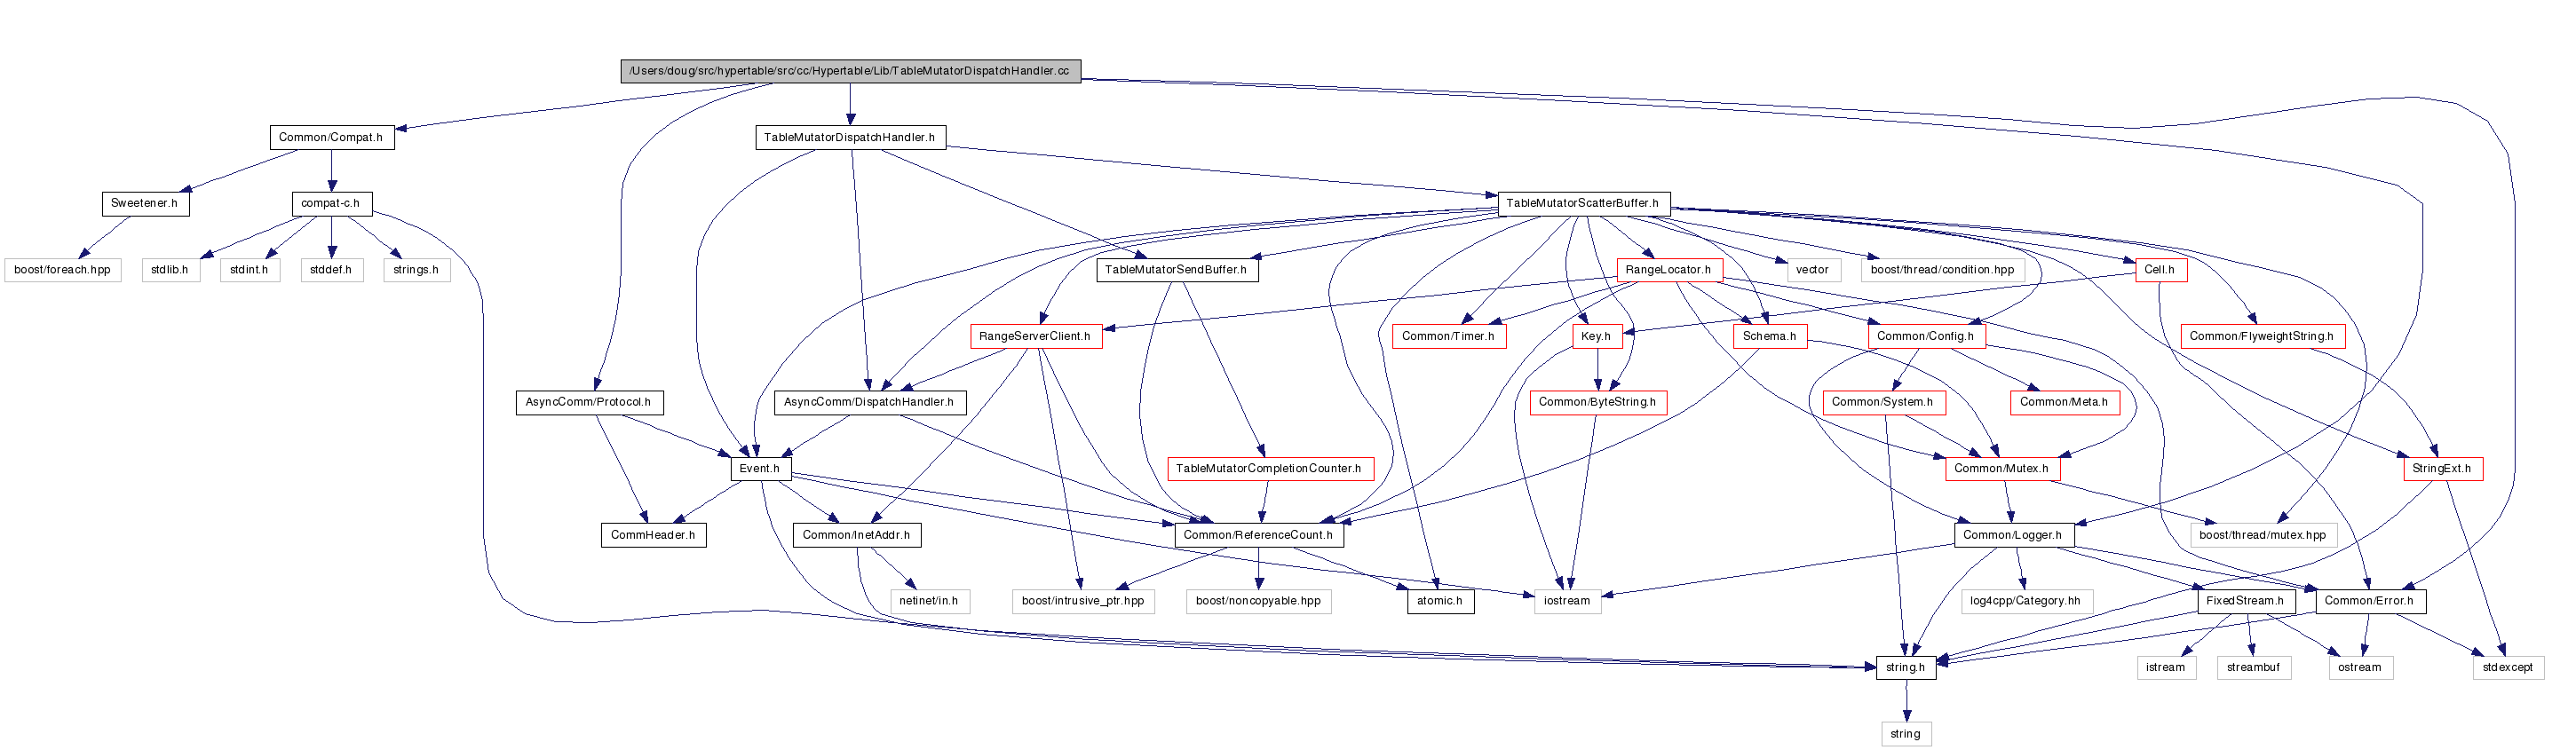 /Users/doug/src/hypertable/src/cc/Hypertable/Lib/TableMutatorDispatchHandler.cc
Common/Compat.h
TableMutatorDispatchHandler.h
Sweetener.h
compat-c.h
TableMutatorScatterBuffer.h
boost/foreach.hpp
stdlib.h
stdint.h
stddef.h
strings.h
TableMutatorSendBuffer.h
RangeLocator.h
vector
boost/thread/condition.hpp
Cell.h
RangeServerClient.h
Common/Timer.h
Key.h
Schema.h
Common/Config.h
Common/FlyweightString.h
AsyncComm/Protocol.h
AsyncComm/DispatchHandler.h
Common/ByteString.h
Common/System.h
Common/Meta.h
Event.h
TableMutatorCompletionCounter.h
Common/Mutex.h
StringExt.h
CommHeader.h
Common/InetAddr.h
Common/ReferenceCount.h
Common/Logger.h
boost/thread/mutex.hpp
netinet/in.h
boost/intrusive_ptr.hpp
boost/noncopyable.hpp
atomic.h
iostream
log4cpp/Category.hh
FixedStream.h
Common/Error.h
string.h
istream
streambuf
ostream
stdexcept
string